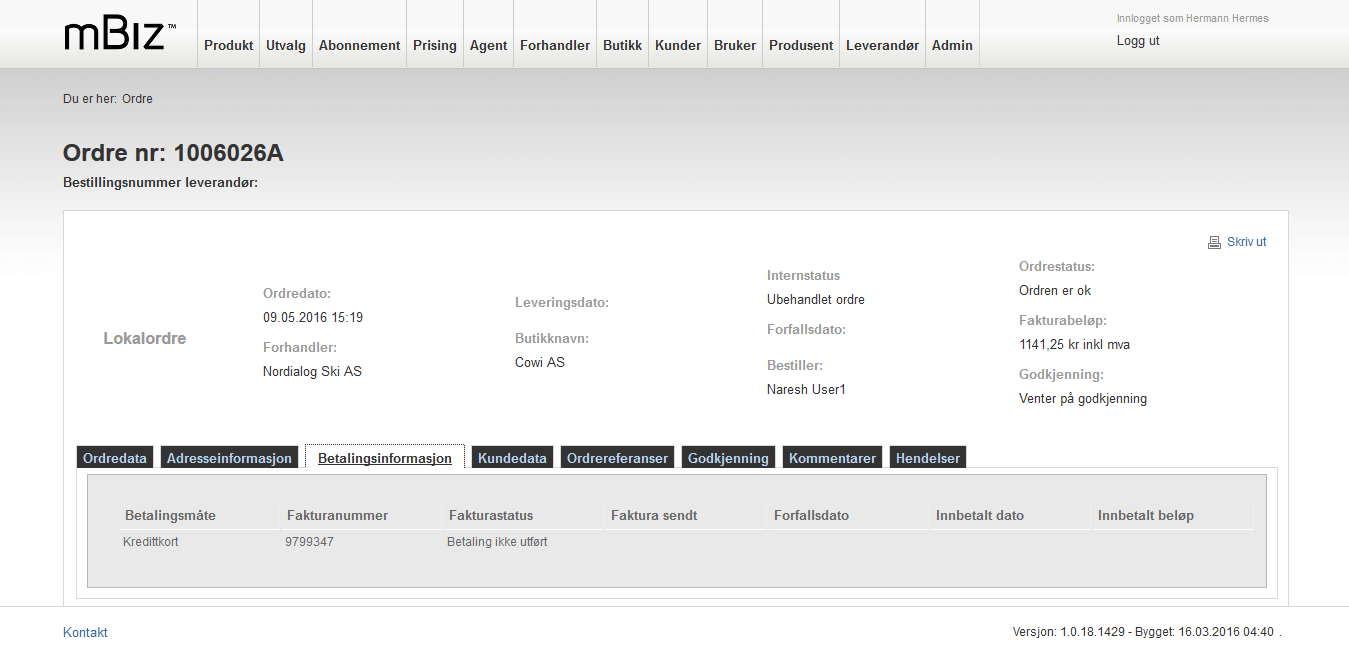 mBiz™
Produkt Utvalg Abonnement Prising Agent Forhandler Butikk Kunder Bruker Produsent Leverandør Admin
Innlogget som Hermann Hermes
Logg ut
Du er her: Ordre
Ordre nr: 1006026A
Bestillingsnummer leverandør:
Skriv ut
Lokalordre
Ordredato:
09.05.2016 15:19
Forhandler:
Nordialog Ski AS
Leveringsdato:
Butikknavn:
Cowi AS
Internstatus
Ubehandlet ordre
Forfallsdato:
Bestiller:
Naresh User1
Ordrestatus:
Ordren er ok
Fakturabeløp:
1141,25 kr inkl mva
Godkjenning:
Venter på godkjenning
Ordredata Adresseinformasjon Betalingsinformasjon Kundedata Ordrereferanser Godkjenning Kommentarer Hendelser
Betalingsmåte Fakturanummer Fakturastatus Faktura sendt Forfallsdato Innbetalt dato Innbetalt beløp
Kredittkort 9799347 Betaling ikke utført
Kontakt
Versjon: 1.0.18.1429 - Bygget: 16.03.2016 04:40 .